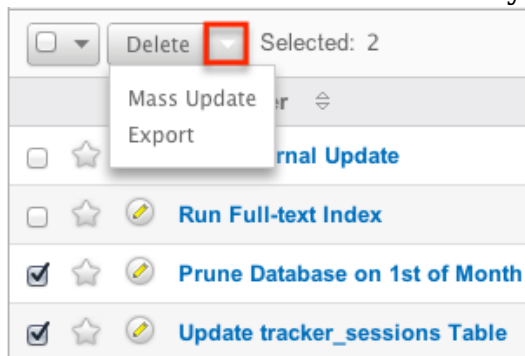 Delete Selected: 2
Mass Update
Export
rnal Update
Run Full-text Index
Prune Database on 1st of Month
Update tracker_sessions Table